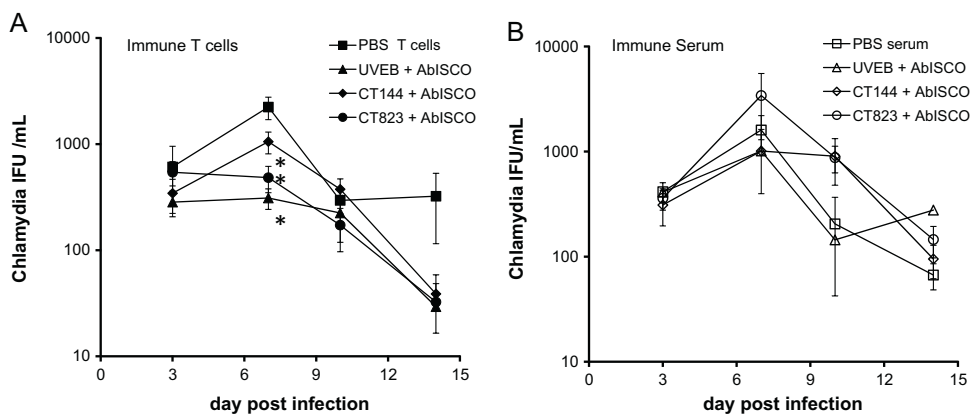 A
Immune T cells
PBS T cells
UVEB + AbISCO
CT144 + AbISCO
CT823 + AbISCO
Chlamydia IFU /mL
10000
1000
100
10
*
*
*
0 3 6 9 12 15
day post infection
B
Immune Serum
PBS serum
UVEB + AbISCO
CT144 + AbISCO
CT823 + AbISCO
Chlamydia IFU/mL
10000
1000
100
10
0 3 6 9 12 15
day post infection